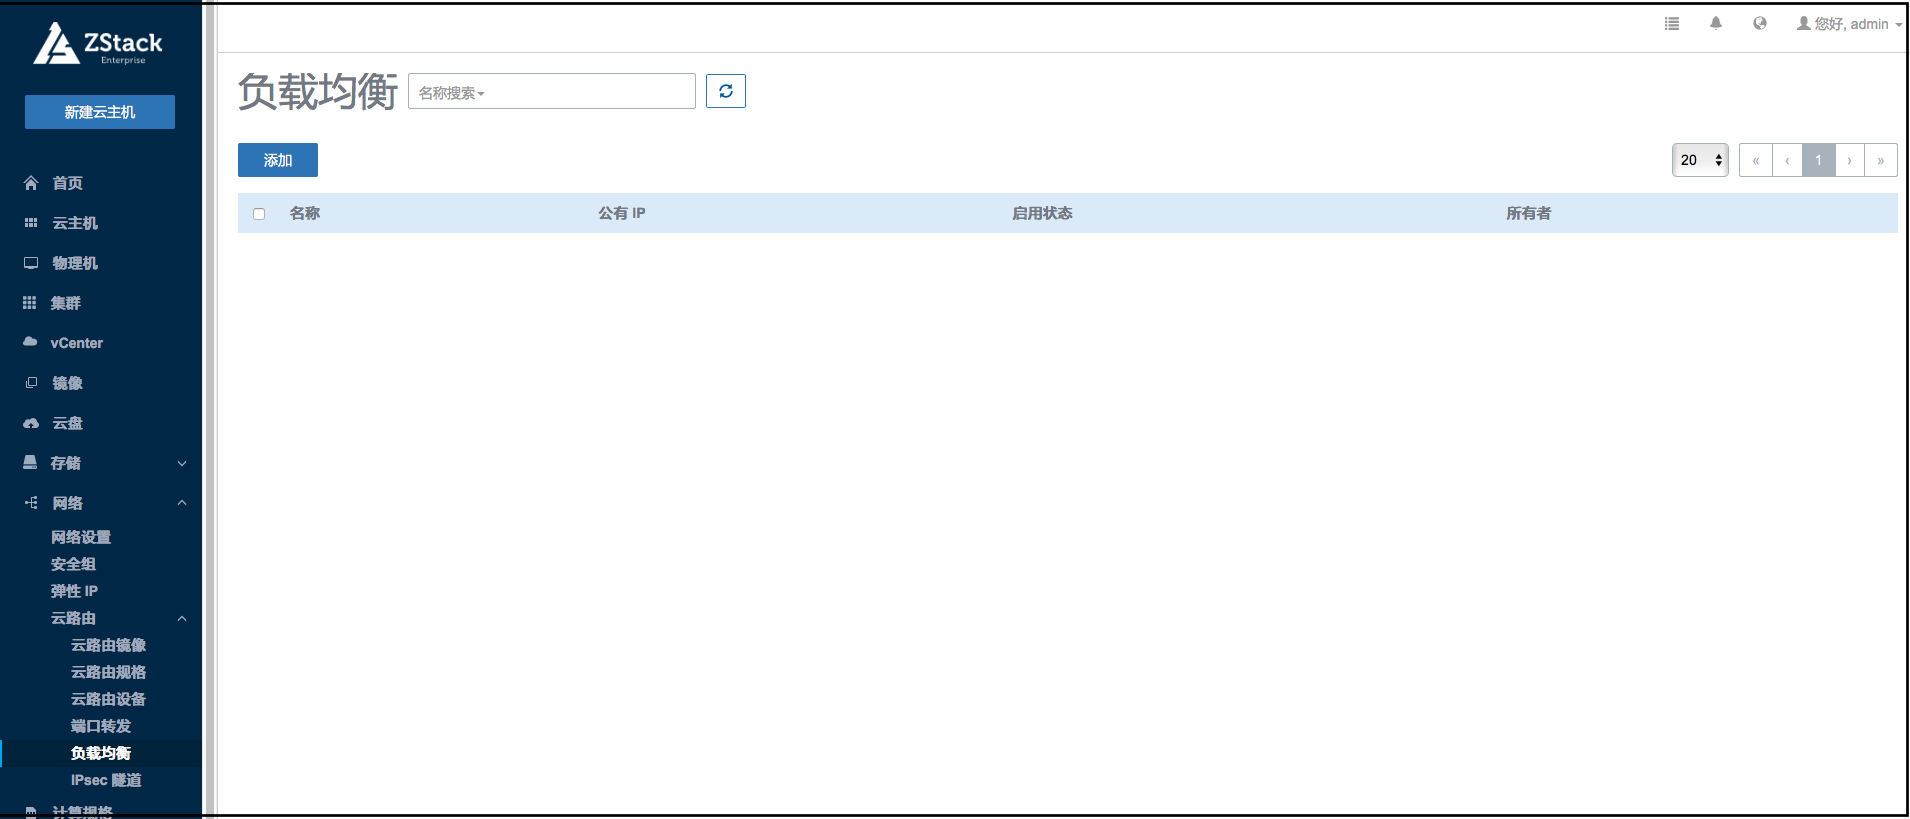 ZStack
Enterprise
新建云主机
首页
云主机
物理机
集群
vCenter
镜像
云盘
存储
网络
网络设置
安全组
弹性 IP
云路由
云路由镜像
云路由规格
云路由设备
端口转发
负载均衡
IPsec 隧道
计算规格
您好, admin
负载均衡 名称搜索
添加 20 « ‹ 1 › »
名称 公有 IP 启用状态 所有者